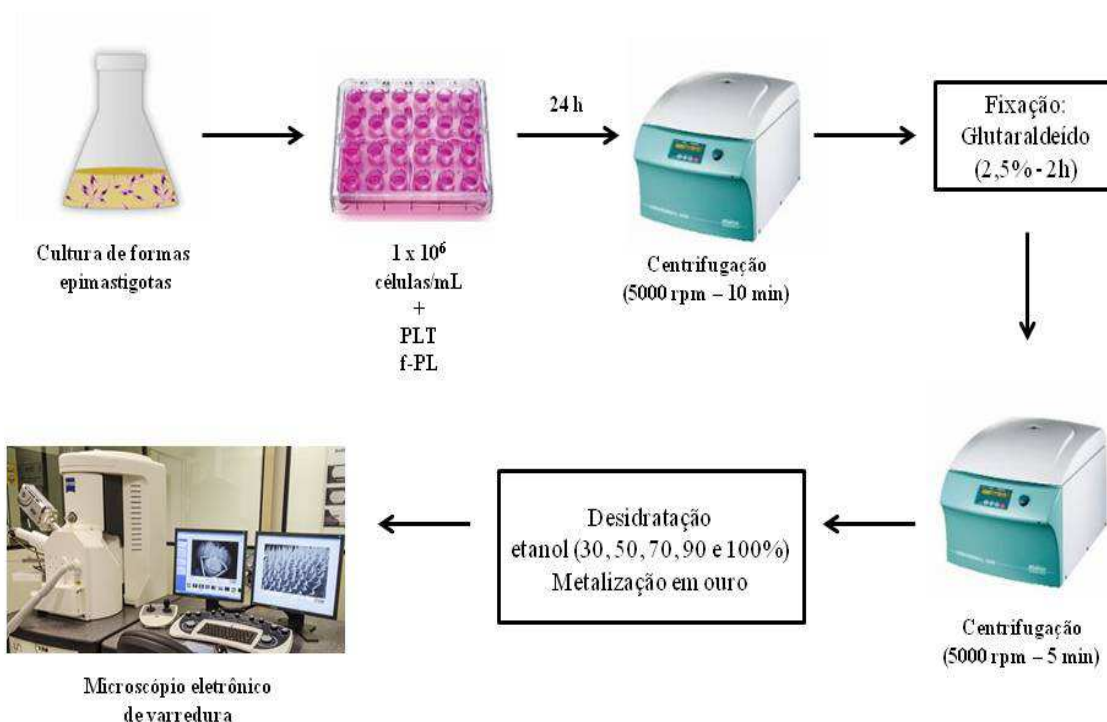 Cultura de formas
epimastigotas
1 x 10⁶
células/mL
+
PLT
f-PL
24 h
Centrifugação
(5000 rpm – 10 min)
Fixação:
Glutaraldeído
(2,5% - 2h)
Centrifugação
(5000 rpm – 5 min)
Desidratação
etanol (30, 50, 70, 90 e 100%)
Metalização em ouro
Microscópio eletrônico
de varredura